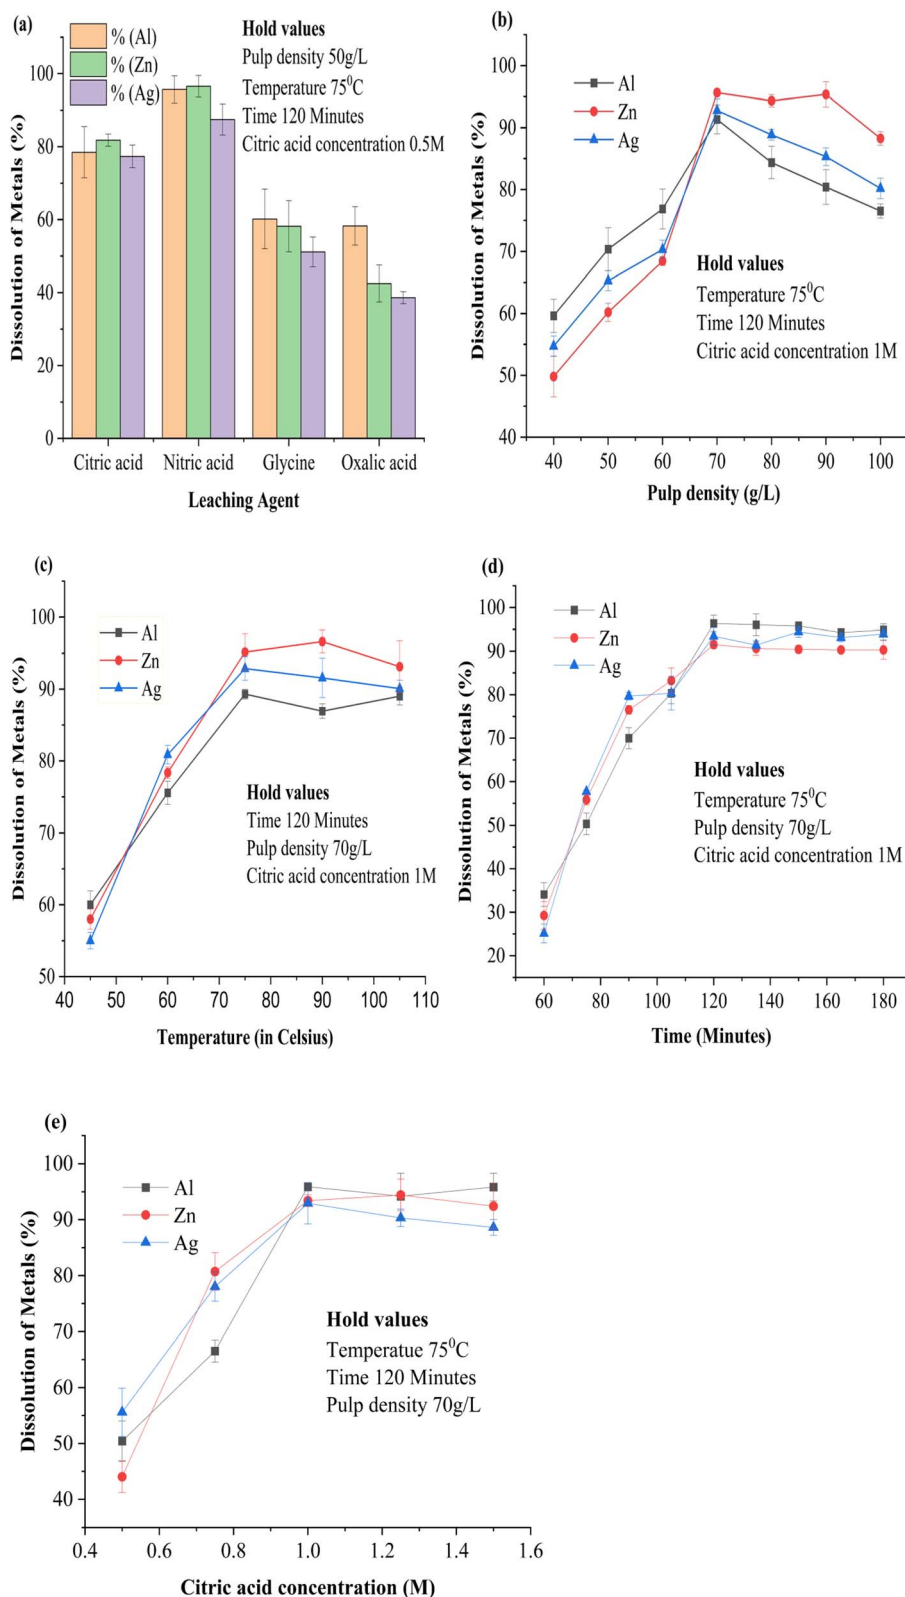 (a)
% (Al)
% (Zn)
% (Ag)
Hold values
Pulp density 50g/L
Temperature 75⁰C
Time 120 Minutes
Citric acid concentration 0.5M
Dissolution of Metals (%)
100
80
60
40
20
0
Citric acid Nitric acid Glycine Oxalic acid
Leaching Agent
(b)
Al
Zn
Ag
Hold values
Temperature 75⁰C
Time 120 Minutes
Citric acid concentration 1M
Dissolution of Metals (%)
100
90
80
70
60
50
40
40 50 60 70 80 90 100
Pulp density (g/L)
(c)
Al
Zn
Ag
Hold values
Time 120 Minutes
Pulp density 70g/L
Citric acid concentration 1M
Dissolution of Metals (%)
100
90
80
70
60
50
40 50 60 70 80 90 100 110
Temperature (in Celsius)
(d)
Al
Zn
Ag
Hold values
Temperature 75⁰C
Pulp density 70g/L
Citric acid concentration 1M
Dissolution of Metals (%)
100
90
80
70
60
50
40
30
20
60 80 100 120 140 160 180
Time (Minutes)
(e)
Al
Zn
Ag
Hold values
Temperatue 75⁰C
Time 120 Minutes
Pulp density 70g/L
Dissolution of Metals (%)
100
90
80
70
60
50
40
0.4 0.6 0.8 1.0 1.2 1.4 1.6
Citric acid concentration (M)